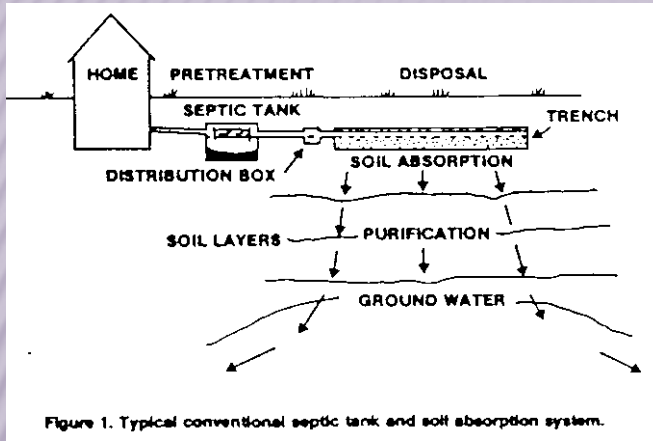 HOME PRETREATMENT DISPOSAL
SEPTIC TANK
TRENCH
DISTRIBUTION BOX
SOIL ABSORPTION
SOIL LAYERS
PURIFICATION
GROUND WATER
Figure 1. Typical conventional septic tank and soil absorption system.